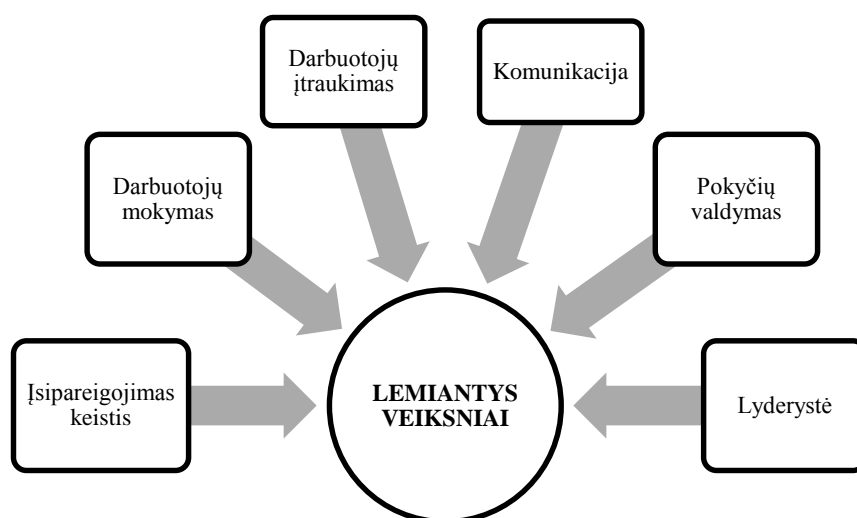 Darbuotojų
įtraukimas
Komunikacija
Darbuotojų
mokymas
Pokyčių
valdymas
Įsipareigojimas
keistis
LEMIANTYS
VEIKSNIAI
Lyderystė